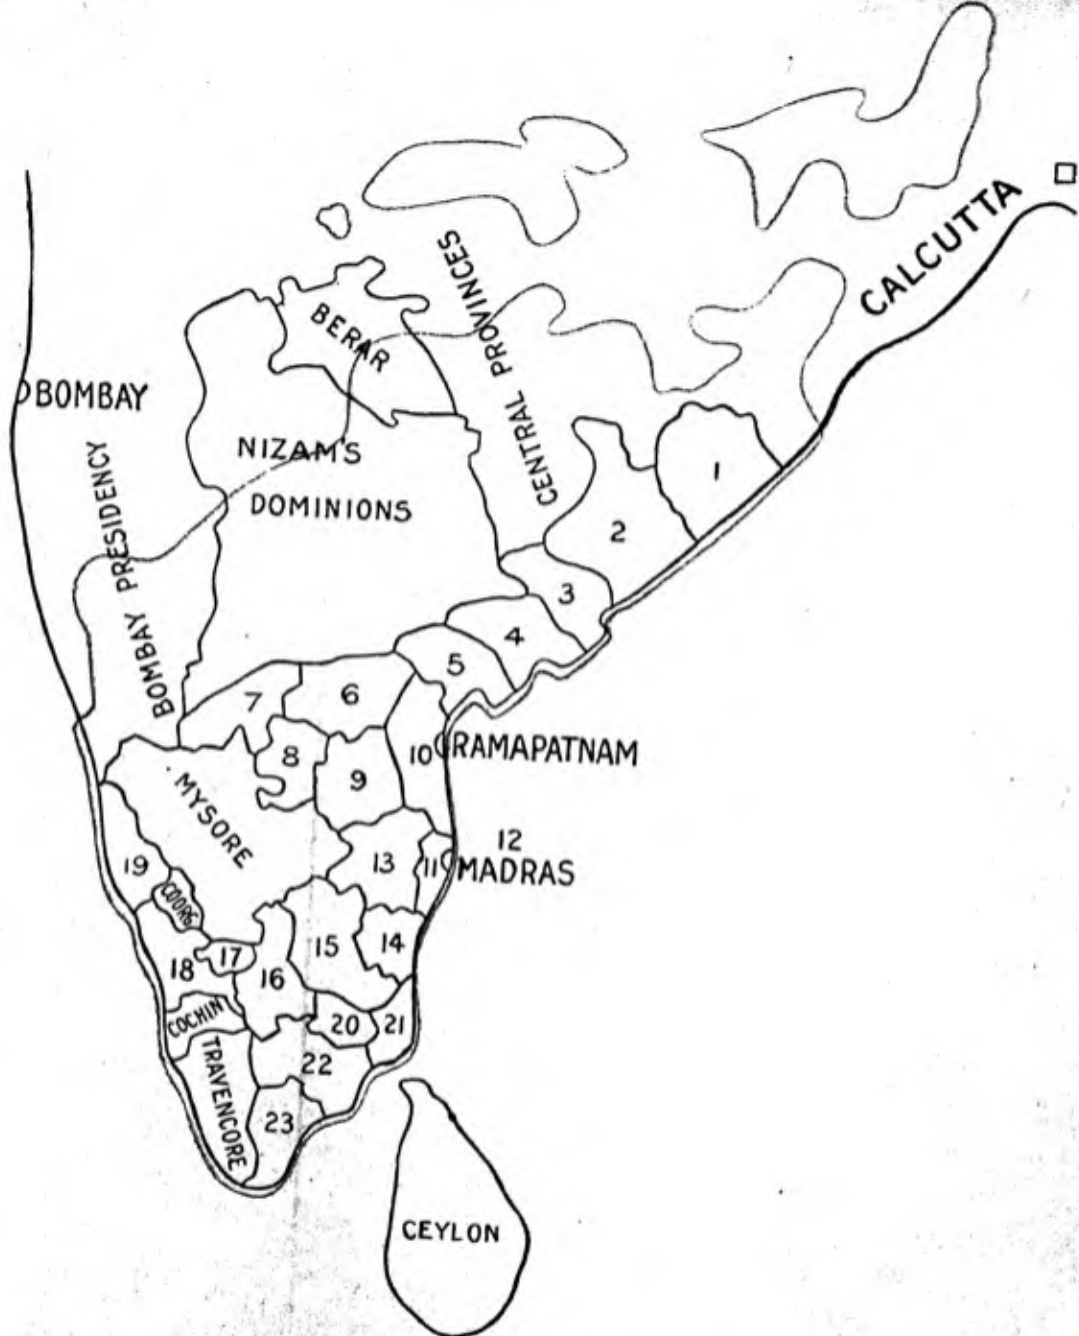 CALCUTTA
CENTRAL PROVINCES
BERAR
BOMBAY
NIZAM'S
DOMINIONS
BOMBAY PRESIDENCY
1
2
3
4
5
6
7
8
9
10
RAMAPATNAM
MYSORE
12
MADRAS
11
13
19
COORG
14
15
17
18
16
COCHIN
20
21
TRAVENCORE
22
23
CEYLON